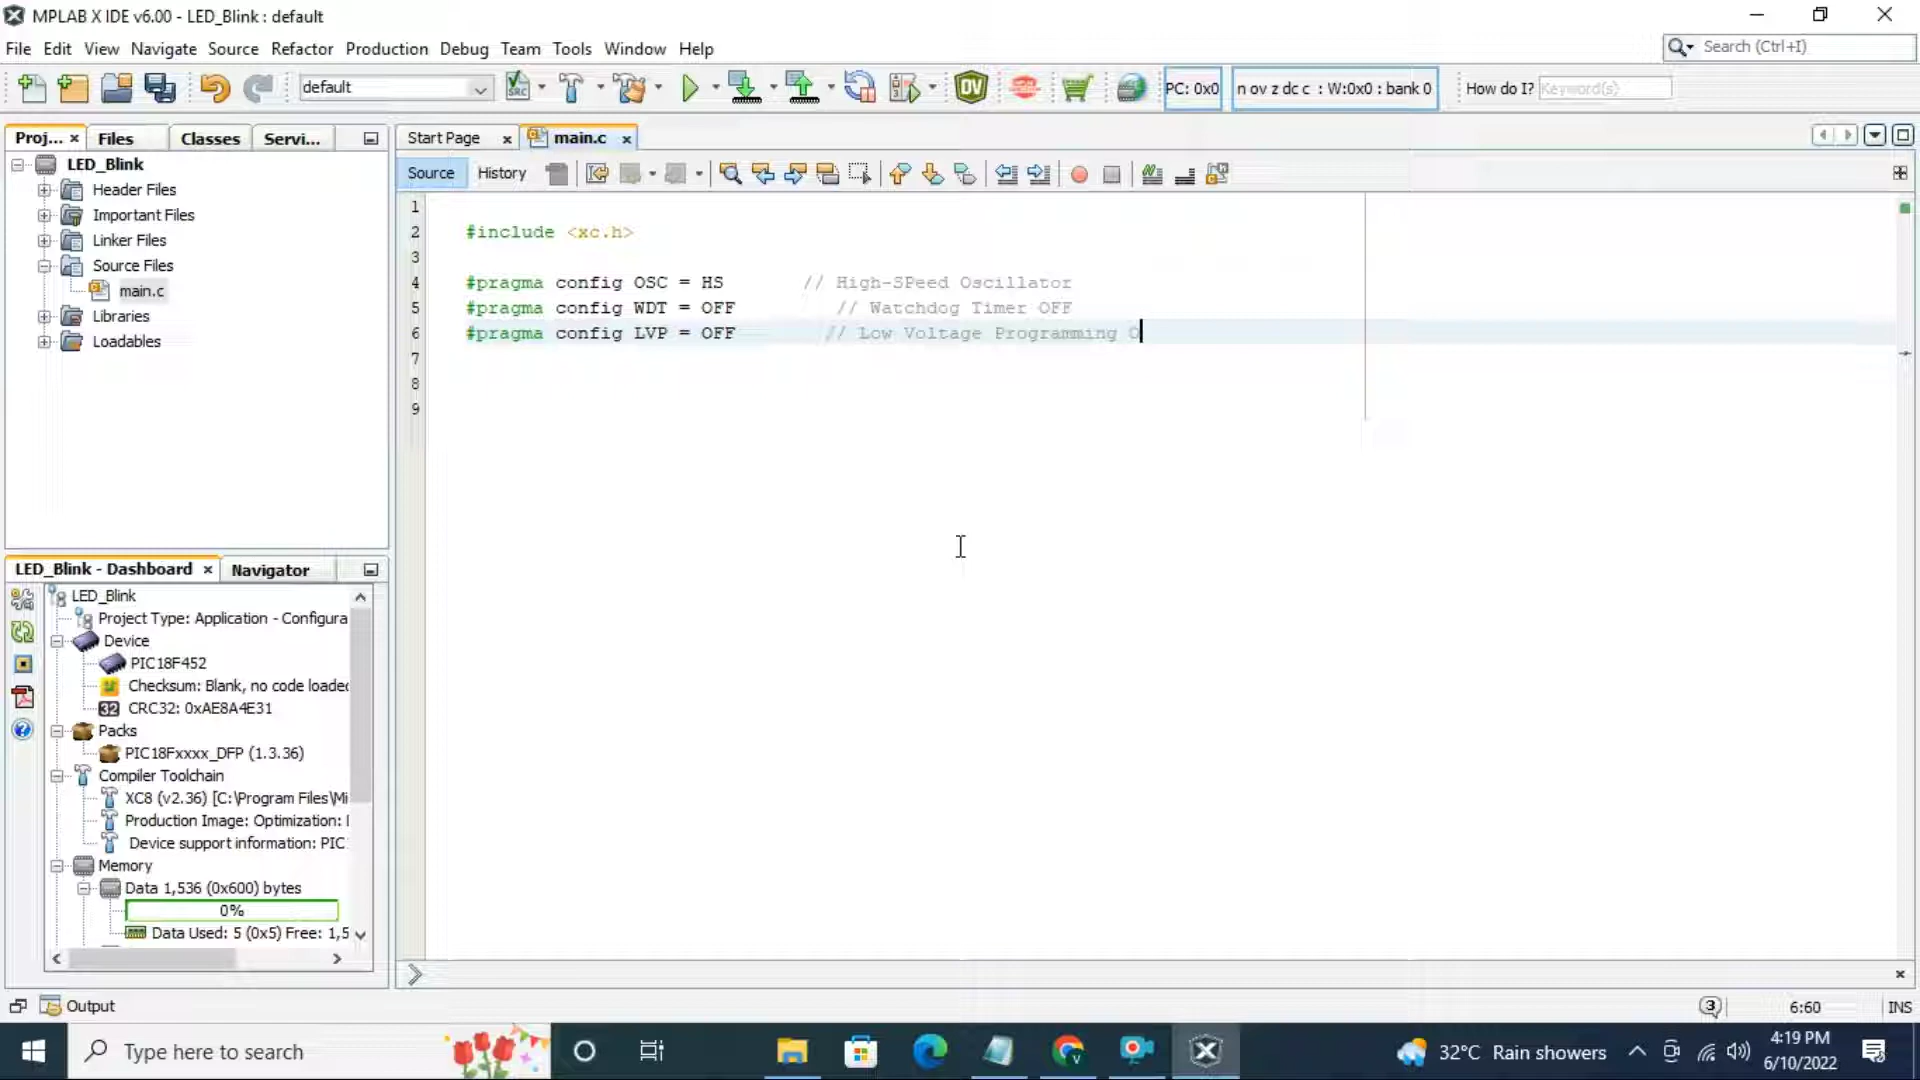 MPLAB X IDE v6.00 - LED_Blink : default
File Edit View Navigate Source Refactor Production Debug Team Tools Window Help
Search (Ctrl+I)
default
PC: 0x0
n ov z dc c : W:0x0 : bank 0
How do I? Keyword(s)
Proj... Files Classes Servi...
Start Page main.c
LED_Blink
Header Files
Important Files
Linker Files
Source Files
main.c
Libraries
Loadables
Source History
1
2 #include <xc.h>
3
4 #pragma config OSC = HS // High-SPeed Oscillator
5 #pragma config WDT = OFF // Watchdog Timer OFF
6 #pragma config LVP = OFF // Low Voltage Programming O
7
8
9
LED_Blink - Dashboard Navigator
LED_Blink
Project Type: Application - Configura
Device
PIC18F452
Checksum: Blank, no code loade
32 CRC32: 0xAE8A4E31
Packs
PIC18Fxxxx_DFP (1.3.36)
Compiler Toolchain
XC8 (v2.36) [C:\Program Files\Mi
Production Image: Optimization:
Device support information: PIC
Memory
Data 1,536 (0x600) bytes
0%
Data Used: 5 (0x5) Free: 1,5
Output
3 6:60 INS
Type here to search
32°C Rain showers
4:19 PM
6/10/2022